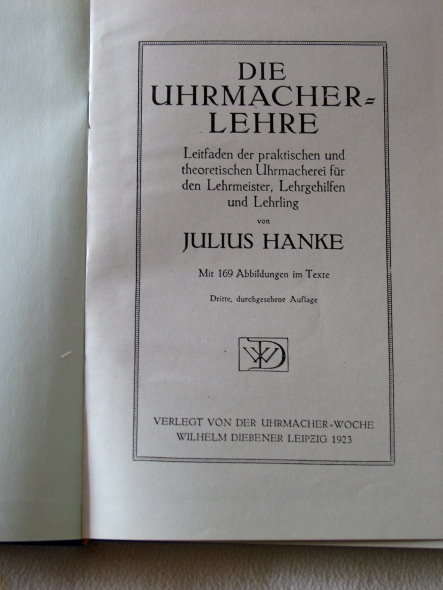 DIE
UHRMACHER=
LEHRE
Leitfaden der praktischen und
theoretischen Uhrmacherei für
den Lehrmeister, Lehrgehilfen
und Lehrling
von
JULIUS HANKE
Mit 169 Abbildungen im Texte
Dritte, durchgesehene Auflage
WD
VERLEGT VON DER UHRMACHER=WOCHE
WILHELM DIEBENER LEIPZIG 1923